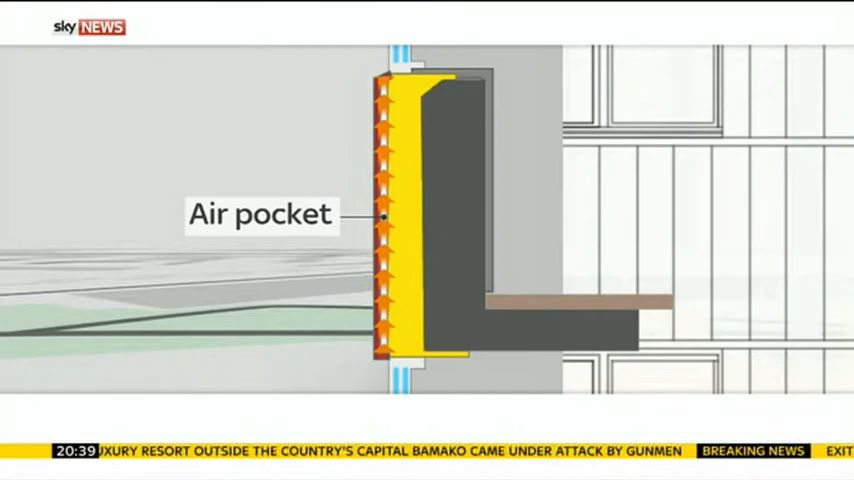 sky NEWS
Air pocket
20:39 UXURY RESORT OUTSIDE THE COUNTRY'S CAPITAL BAMAKO CAME UNDER ATTACK BY GUNMEN BREAKING NEWS EXIT